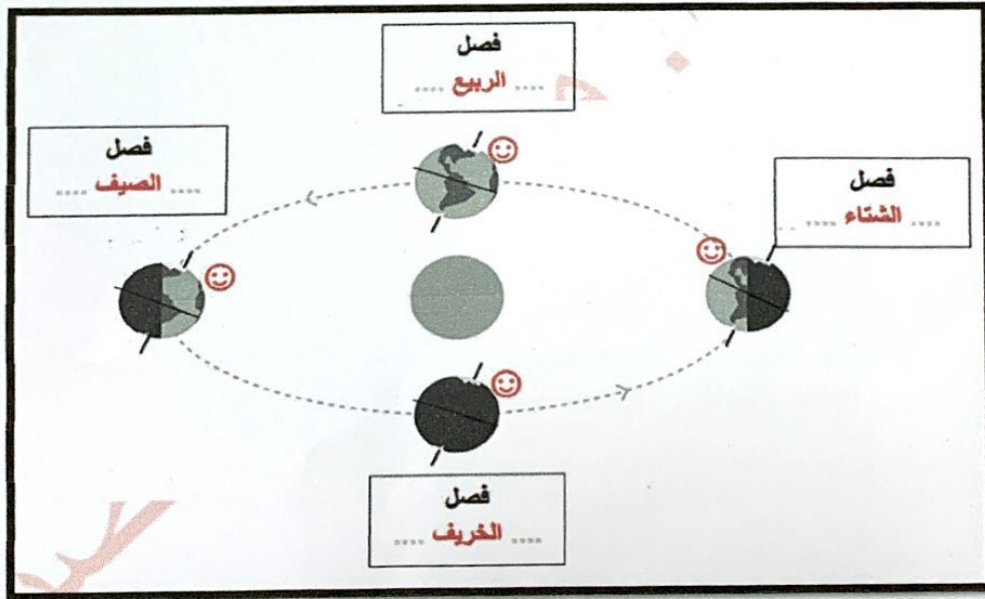 فصل
.... الربيع ....
فصل
.... الصيف ....
فصل
.... الشتاء ....
فصل
.... الخريف ....